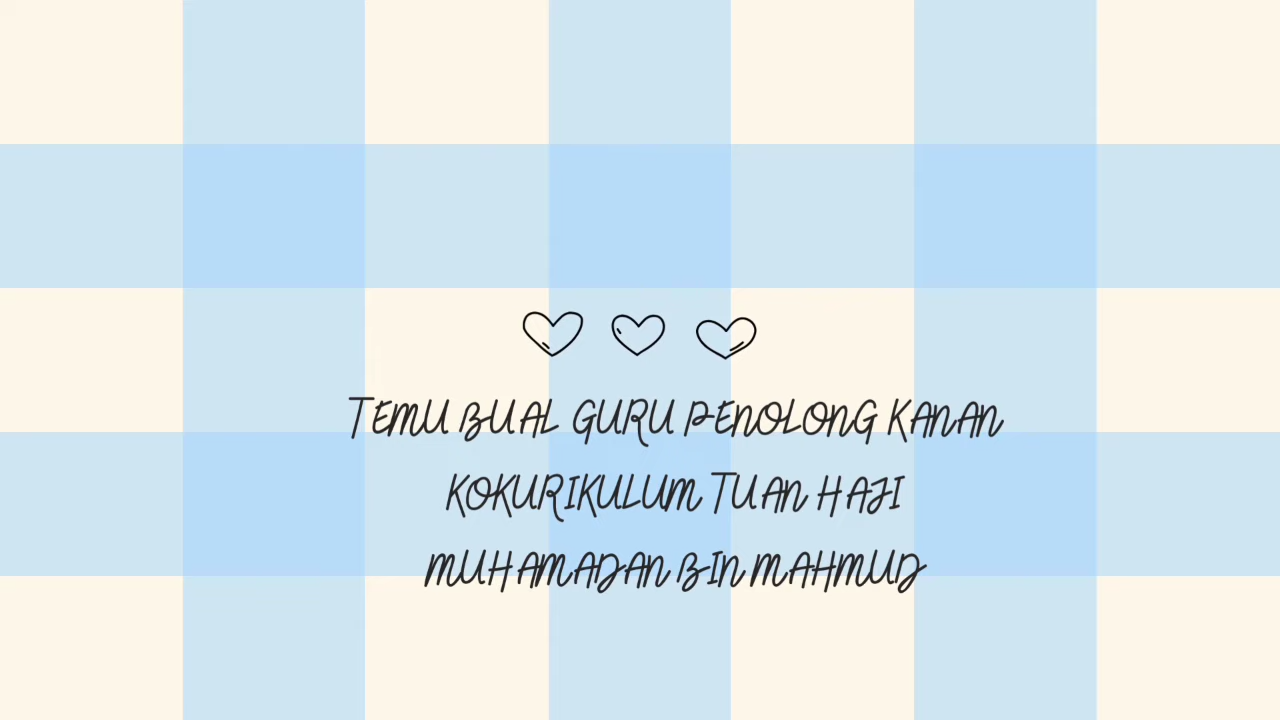 TEMU BUAL GURU PENOLONG KANAN
KOKURIKULUM TUAN HAJI
MUHAMADAN BIN MAHMUD